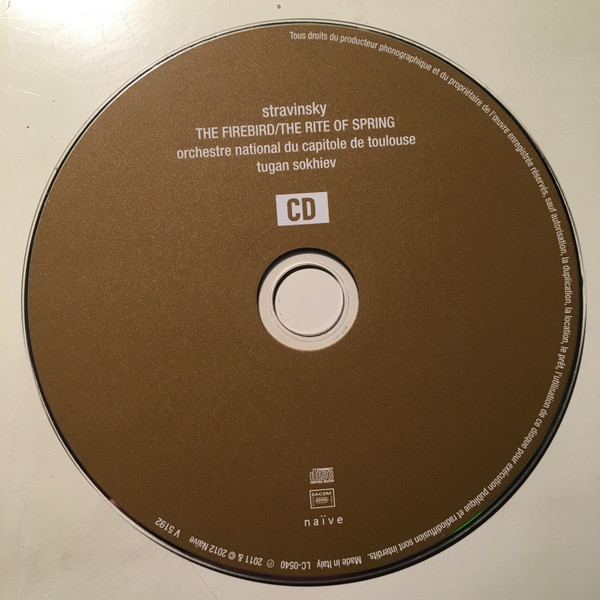 stravinsky
THE FIREBIRD/THE RITE OF SPRING
orchestre national du capitole de toulouse
tugan sokhiev
CD
SACEM
naïve
Tous droits du producteur phonographique et du propriétaire de l'œuvre enregistrée réservés, sauf autorisation, la duplication, la location, le prêt, l'utilisation de ce disque pour exécution publique et radiodiffusion sont interdits. Made in Italy LC-0540 ℗ 2011 & © 2012 Naïve V 5192